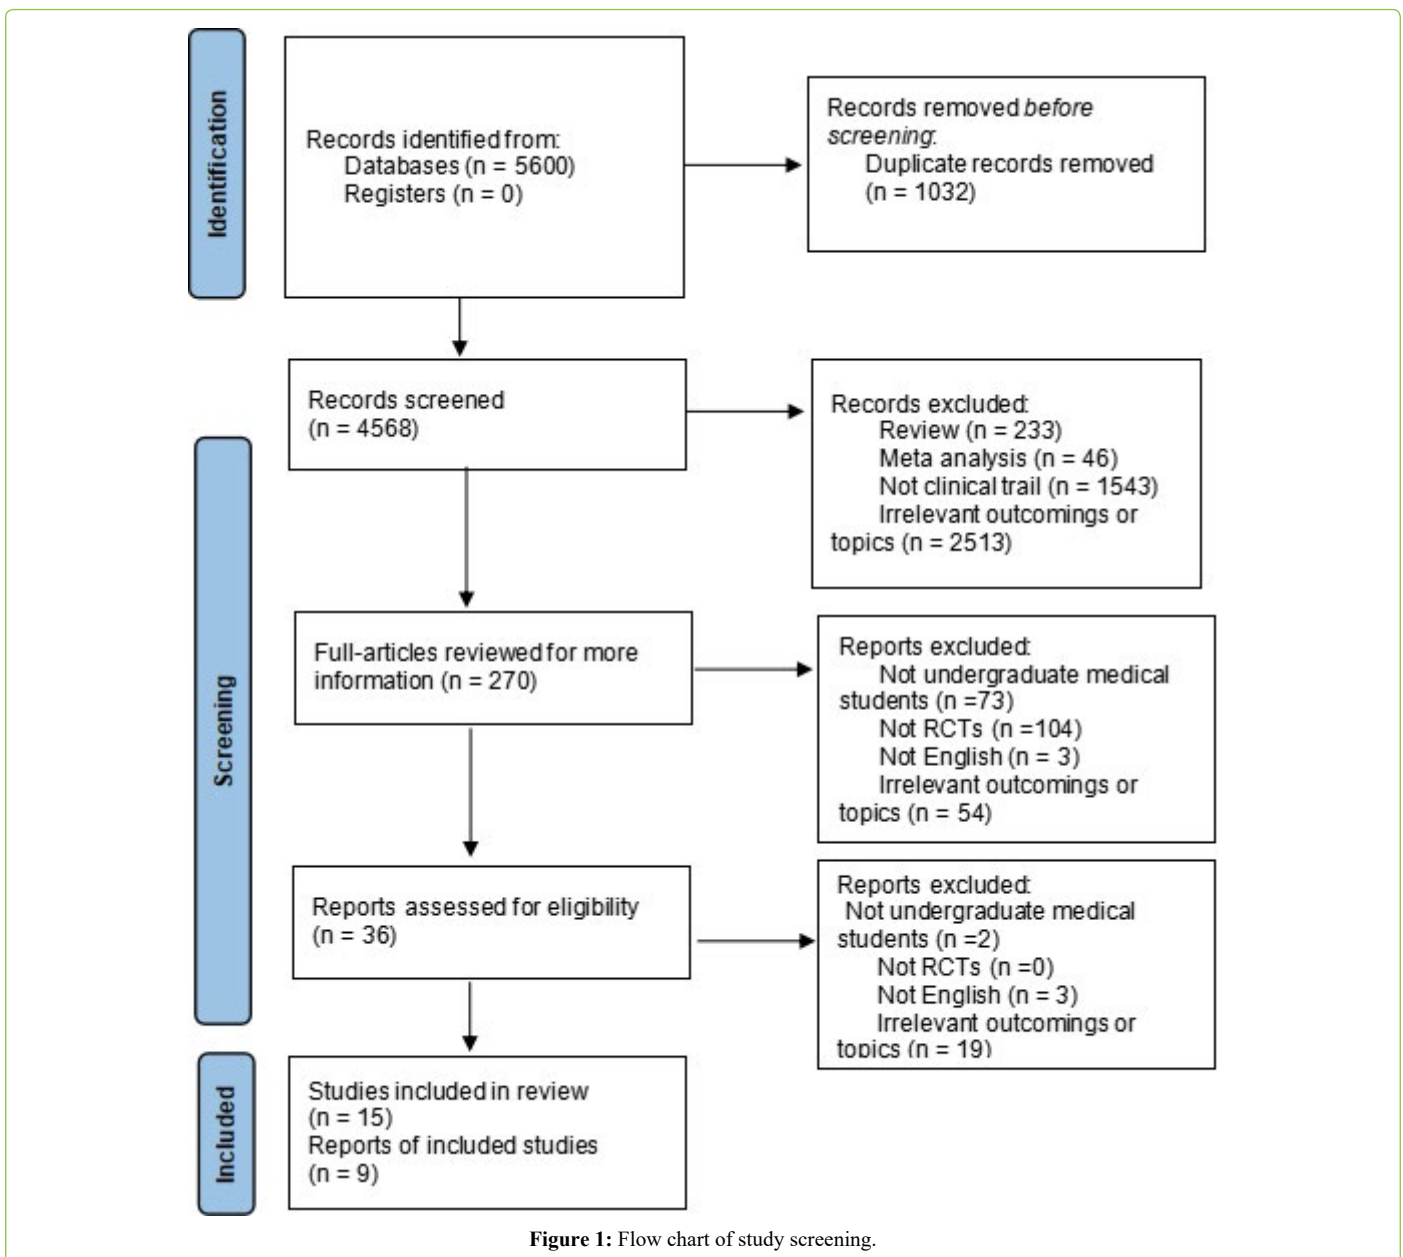 Identification
Records identified from:
Databases (n = 5600)
Registers (n = 0)
Records removed before
screening:
Duplicate records removed
(n = 1032)
Screening
Records screened
(n = 4568)
Records excluded:
Review (n = 233)
Meta analysis (n = 46)
Not clinical trail (n = 1543)
Irrelevant outcomings or
topics (n = 2513)
Full-articles reviewed for more
information (n = 270)
Reports excluded:
Not undergraduate medical
students (n =73)
Not RCTs (n =104)
Not English (n = 3)
Irrelevant outcomings or
topics (n = 54)
Reports assessed for eligibility
(n = 36)
Reports excluded:
Not undergraduate medical
students (n =2)
Not RCTs (n =0)
Not English (n = 3)
Irrelevant outcomings or
topics (n = 19)
Included
Studies included in review
(n = 15)
Reports of included studies
(n = 9)
Figure 1: Flow chart of study screening.